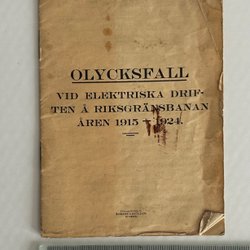 OLYCKSFALL
VID ELEKTRISKA DRIF-
TEN Å RIKSGRÄNSBANAN
ÅREN 1915 – 1924.